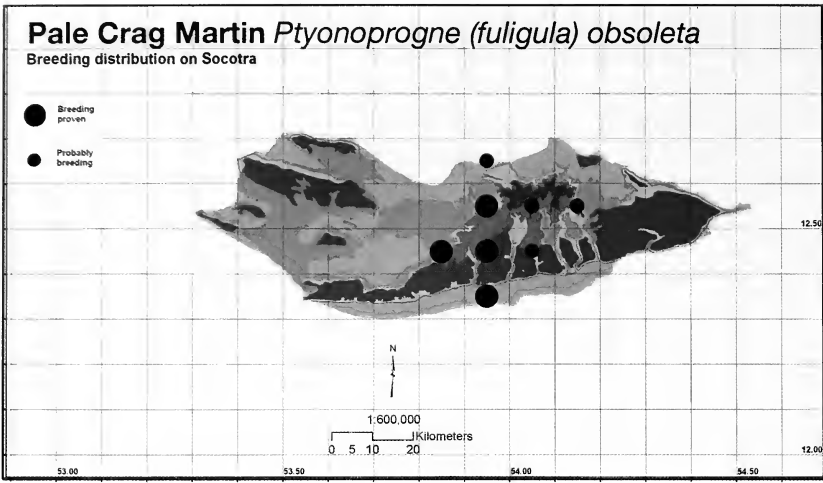 Pale Crag Martin Ptyonoprogne (fuligula) obsoleta
Breeding distribution on Socotra
Breeding
proven
Probably
breeding
12.50
N
1:600,000
Kilometers
0 5 10 20
12.00
53.00 53.50 54.00 54.50